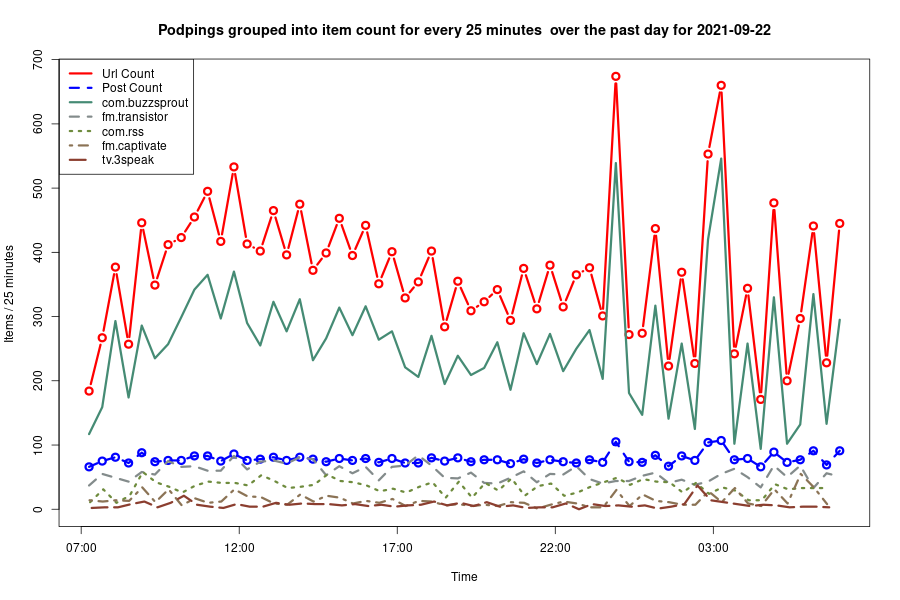 Podpings grouped into item count for every 25 minutes  over the past day for 2021-09-22
Items / 25 minutes
700
600
500
400
300
200
100
0
Url Count
Post Count
com.buzzsprout
fm.transistor
com.rss
fm.captivate
tv.3speak
07:00
12:00
17:00
22:00
03:00
Time